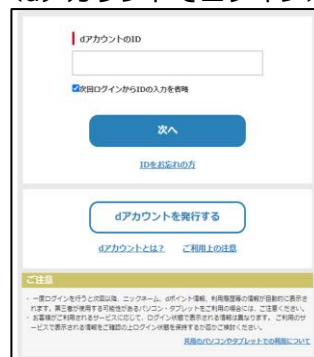 dアカウントのID
次回ログインからIDの入力を省略
次へ
IDをお忘れの方
dアカウントを発行する
dアカウントとは？ ご利用上の注意
ご注意
・一度ログインを行うと次回以降、ニックネーム、dポイント情報、利用履歴等の情報が自動的に表示さ
れます。第三者が使用する可能性があるパソコン・タブレットをご利用の場合には、ご注意ください。
・お客様がご利用されるサービスに応じて、ログイン状態で表示される情報は異なります。ご利用のサ
ービスで表示される情報をご確認の上ログイン状態を保持するか否かご検討ください。
共用のパソコンやタブレットでの利用について